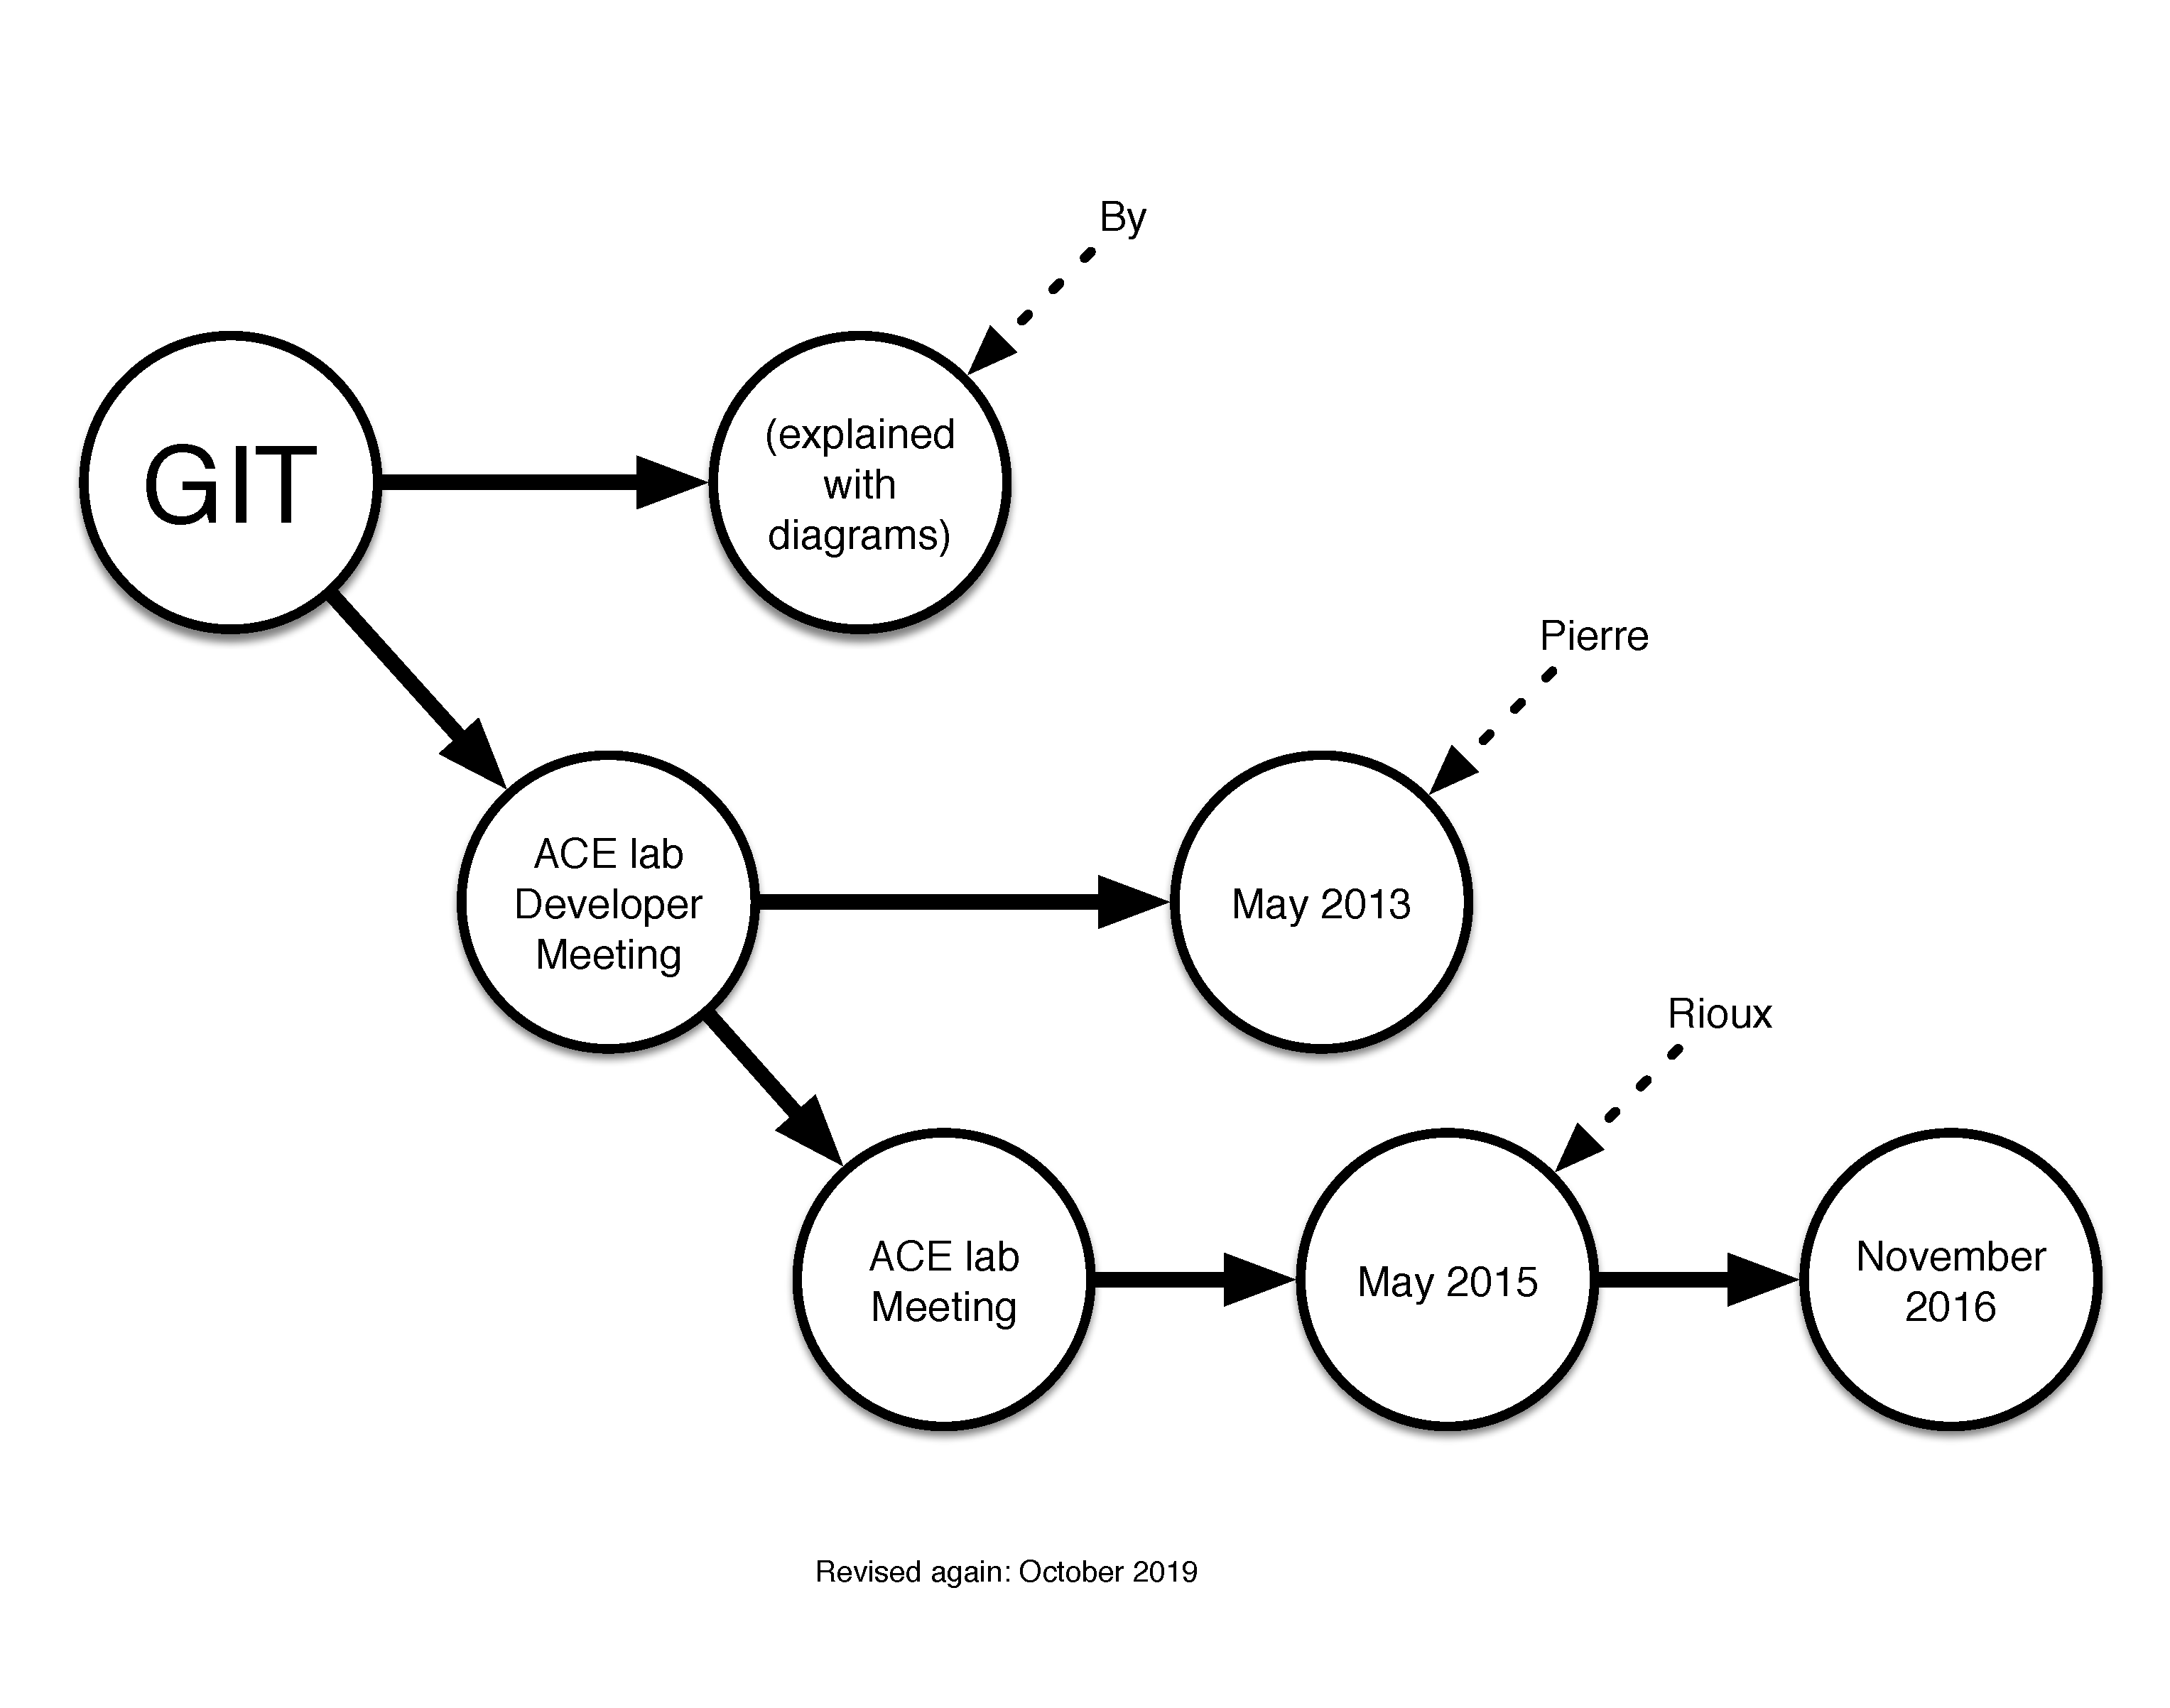 By
GIT
(explained
with
diagrams)
Pierre
ACE lab
Developer
Meeting
May 2013
Rioux
ACE lab
Meeting
May 2015
November
2016
Revised again: October 2019